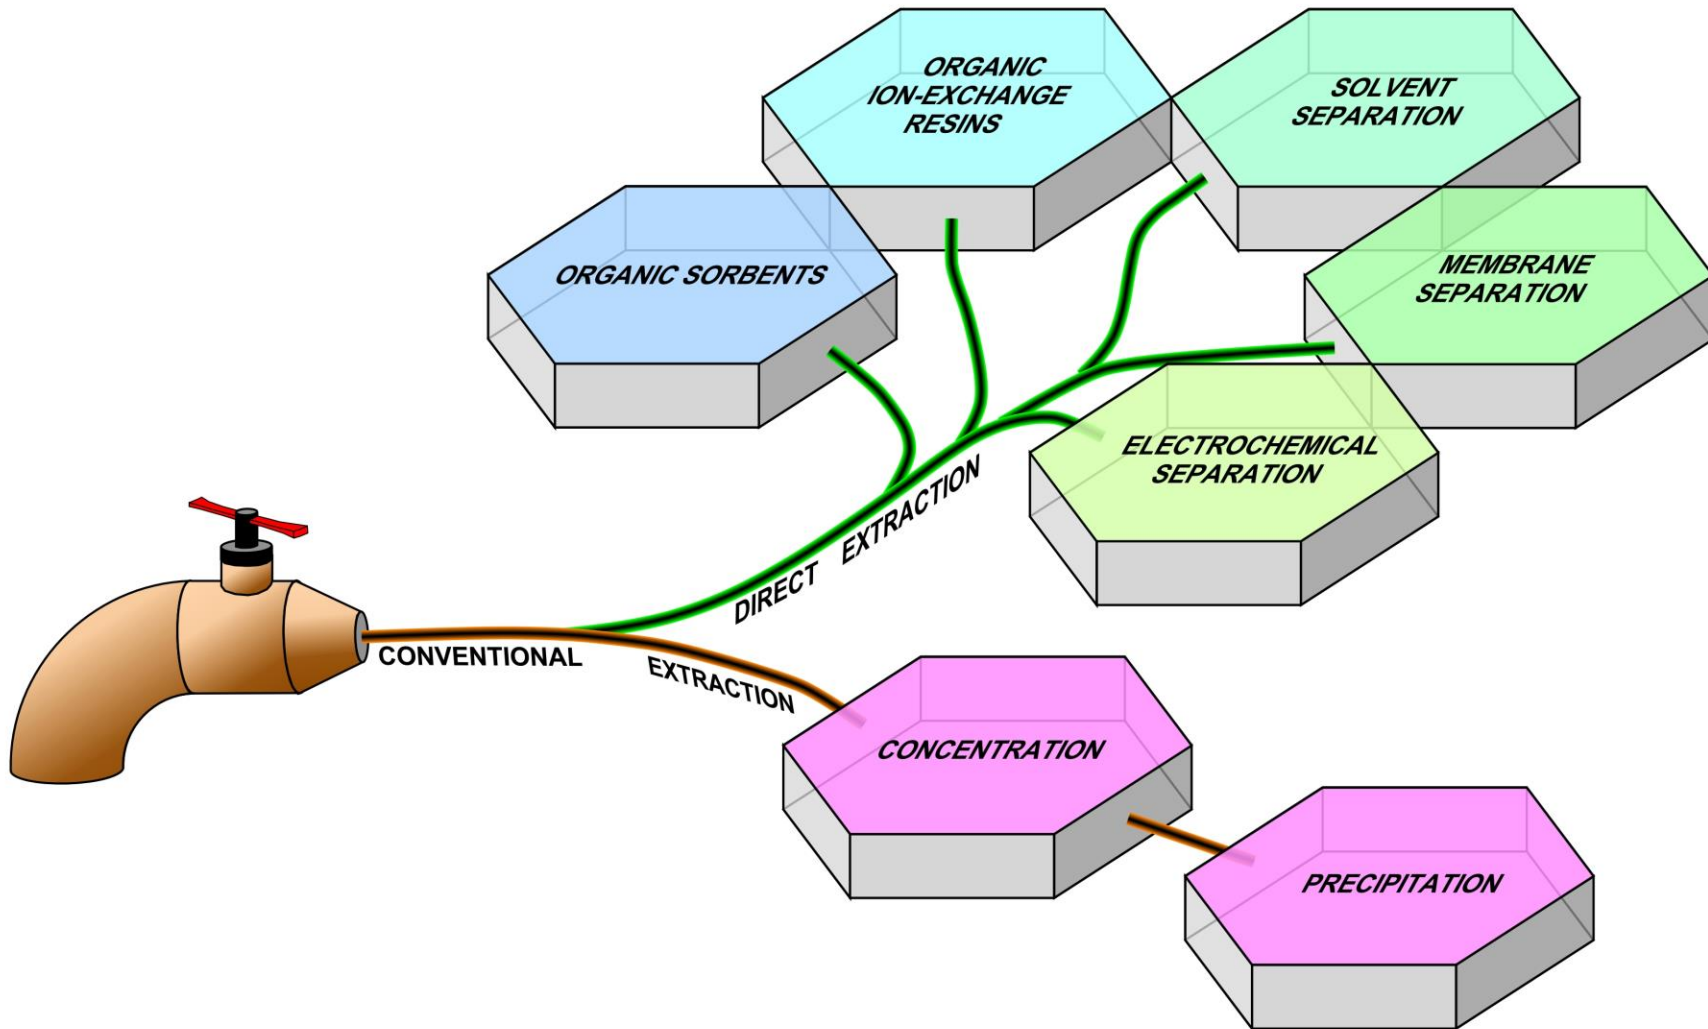 ORGANIC
ION-EXCHANGE
RESINS
SOLVENT
SEPARATION
ORGANIC SORBENTS
MEMBRANE
SEPARATION
ELECTROCHEMICAL
SEPARATION
DIRECT EXTRACTION
CONVENTIONAL EXTRACTION
CONCENTRATION
PRECIPITATION